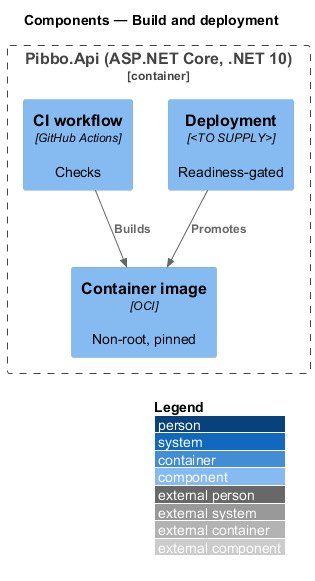 Components — Build and deployment
Pibbo.Api (ASP.NET Core, .NET 10)
[container]
CI workflow
[GitHub Actions]
Checks
Deployment
[<TO SUPPLY>]
Readiness-gated
Builds
Promotes
Container image
[OCI]
Non-root, pinned
Legend
person
system
container
component
external person
external system
external container
external component